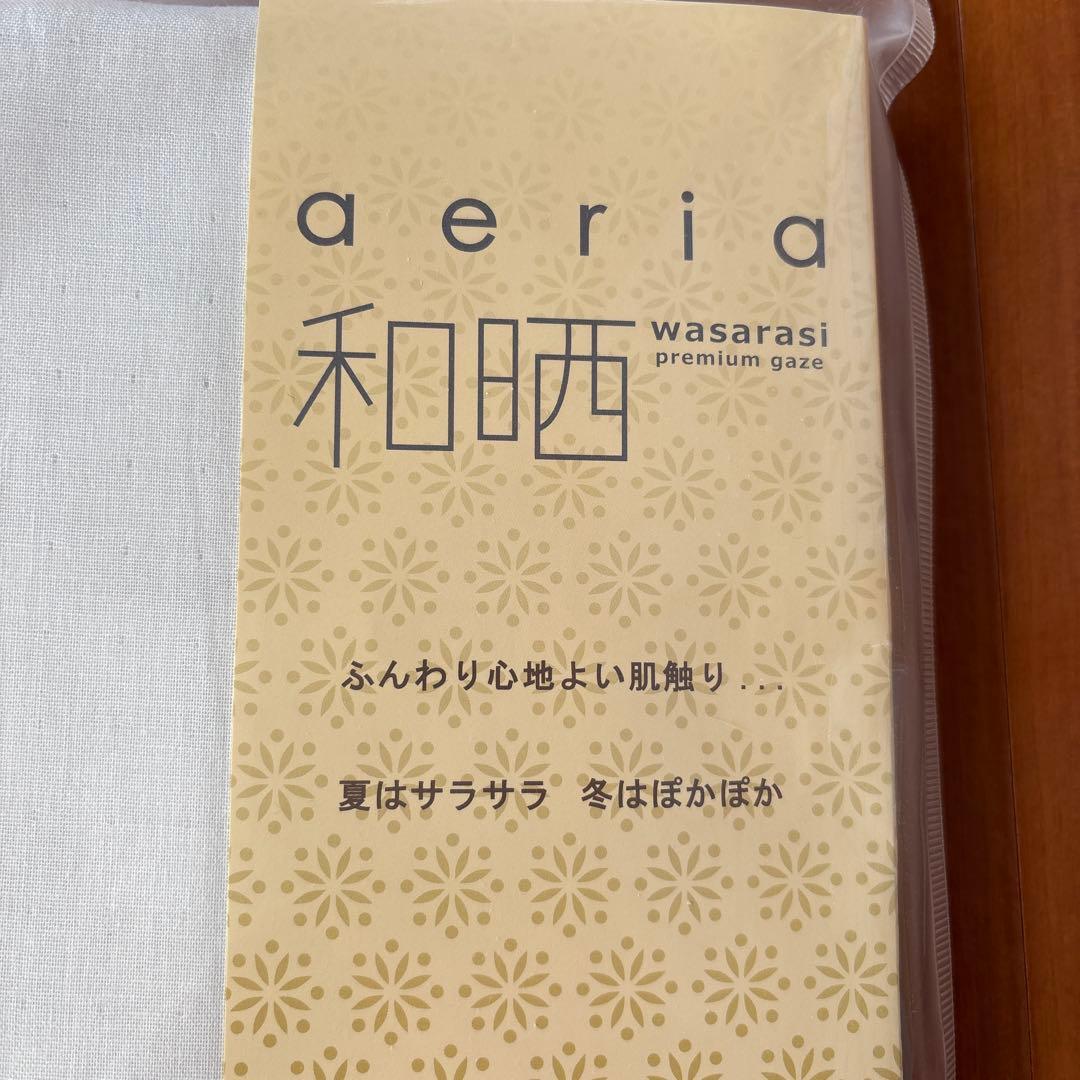 aeria
和晒
wasarasi
premium gaze
ふんわり心地よい肌触り...
夏はサラサラ 冬はぽかぽか